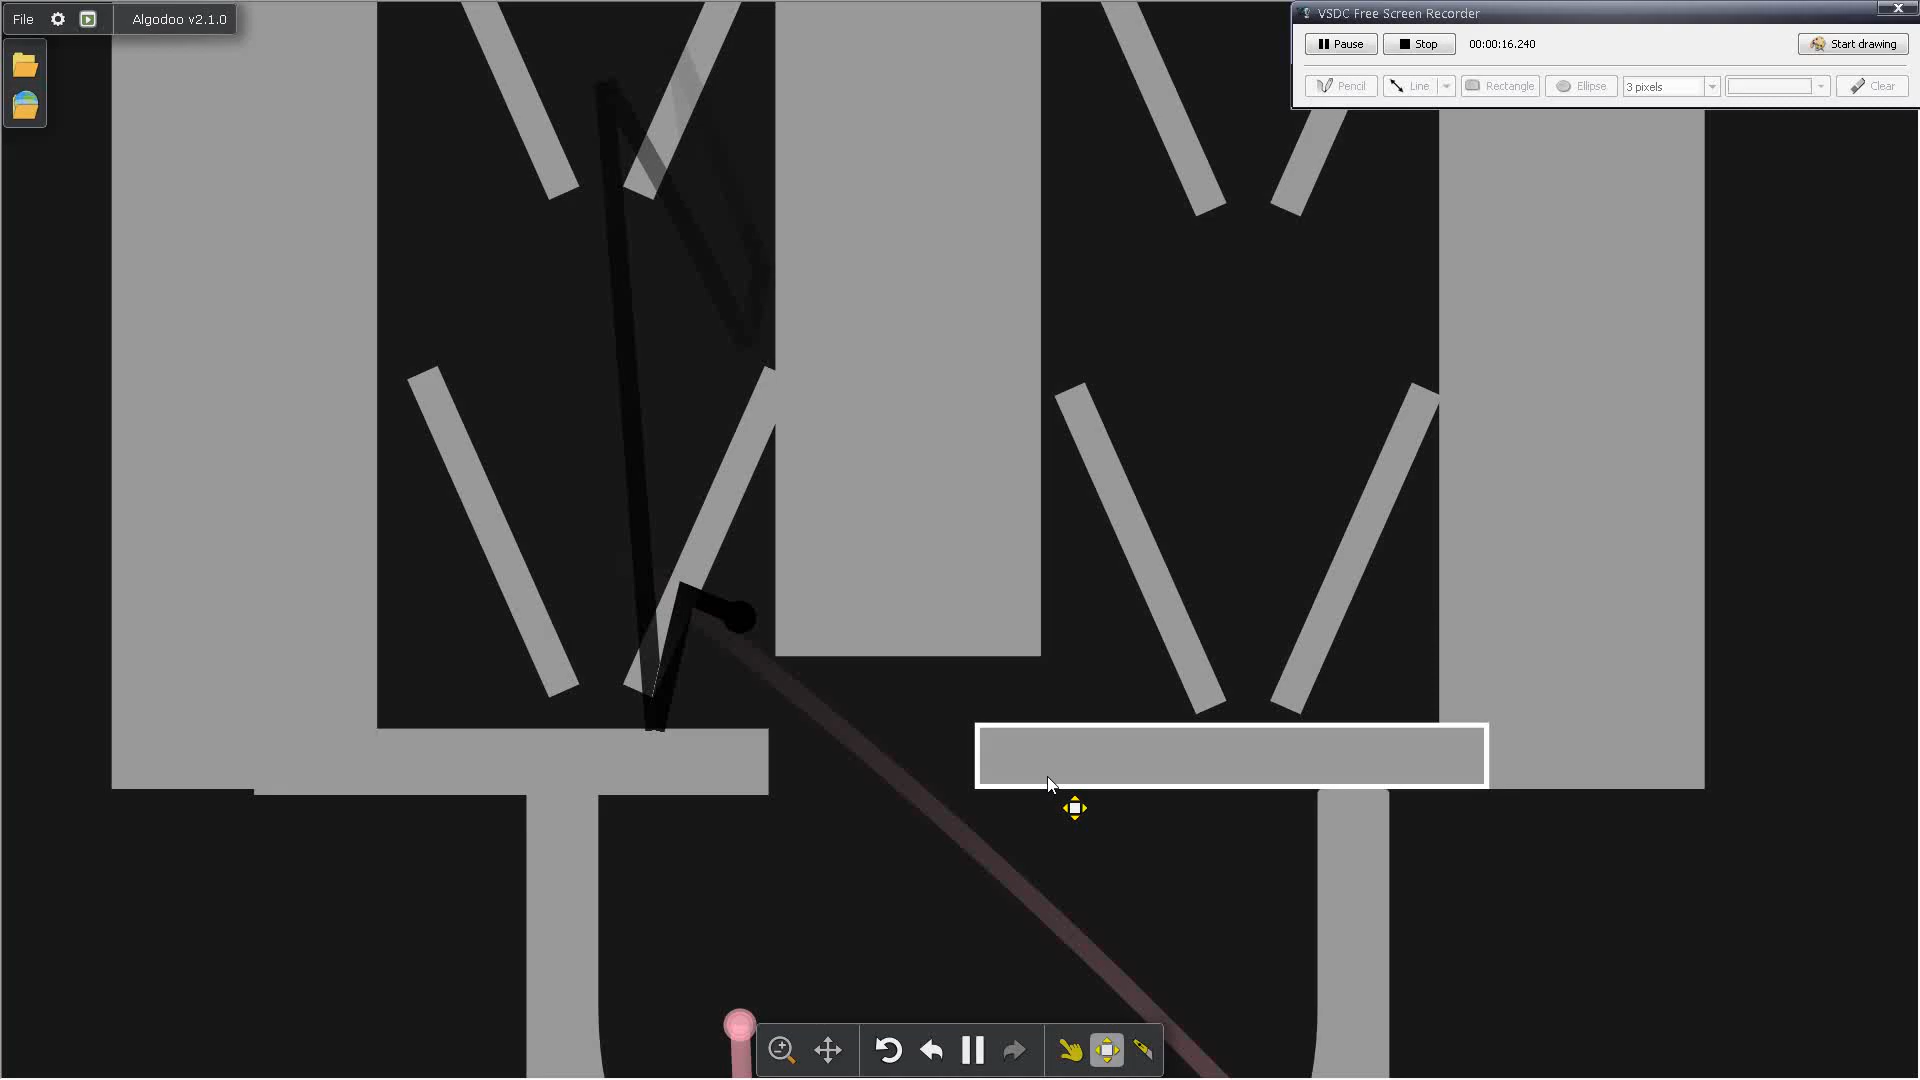 File
Algodoo v2.1.0
VSDC Free Screen Recorder
Pause
Stop
00:00:16.240
Start drawing
Pencil
Line
Rectangle
Ellipse
3 pixels
Clear